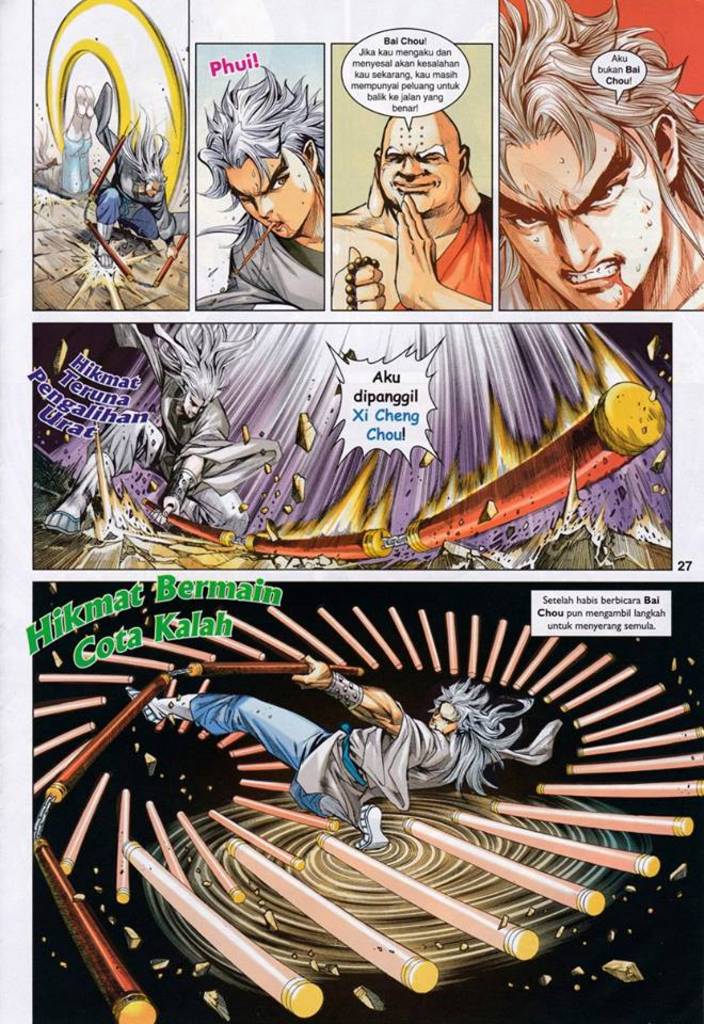 Phui!
Bai Chou!
Jika kau mengaku dan
menyesal akan kesalahan
kau sekarang, kau masih
mempunyai peluang untuk
balik ke jalan yang
benar!
Aku
bukan Bai
Chou!
Hikmat
Teruna
Pengalihan
Urat
Aku
dipanggil
Xi Cheng
Chou!
27
Hikmat Bermain
Cota Kalah
Setelah habis berbicara Bai
Chou pun mengambil langkah
untuk menyerang semula.